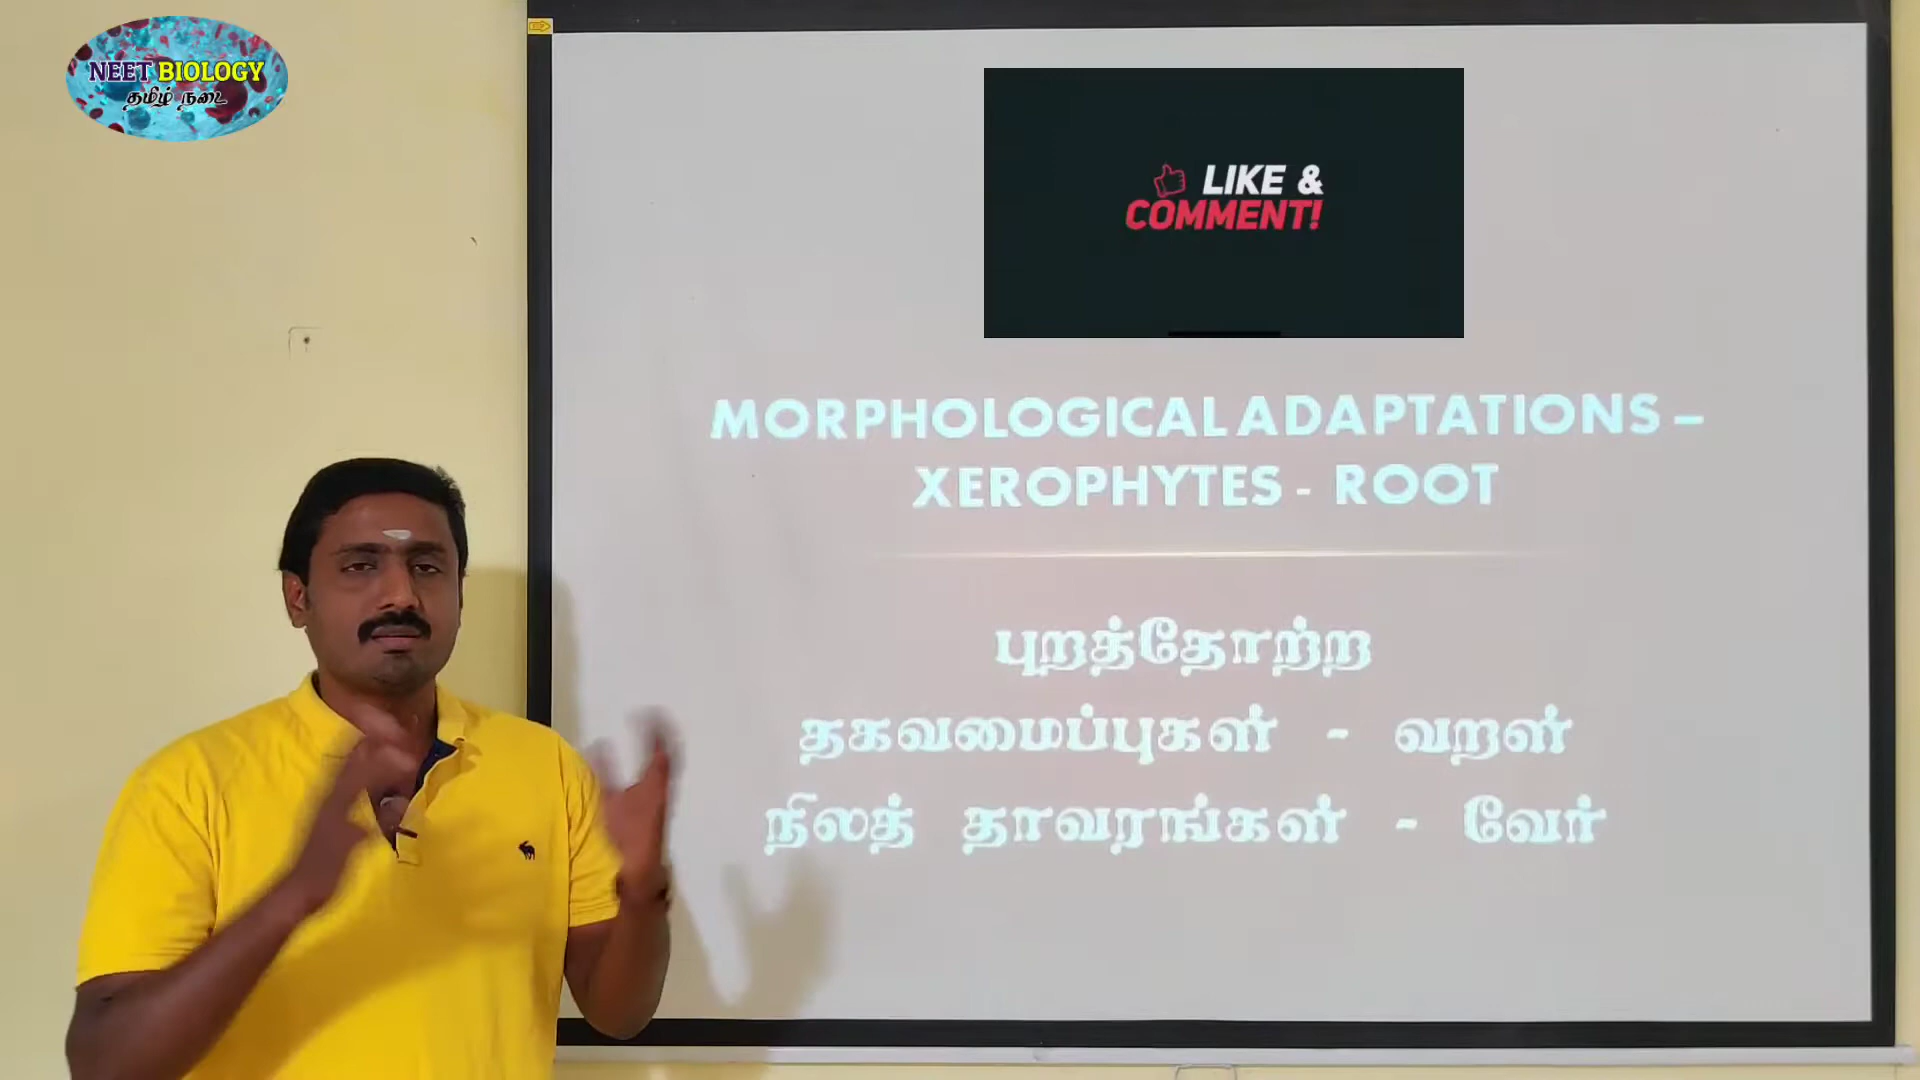 NEET BIOLOGY
தமிழ் நடை
LIKE &
COMMENT!
MORPHOLOGICAL ADAPTATIONS –
XEROPHYTES - ROOT
புறத்தோற்ற
தகவமைப்புகள் - வறள்
நிலத் தாவரங்கள் - வேர்